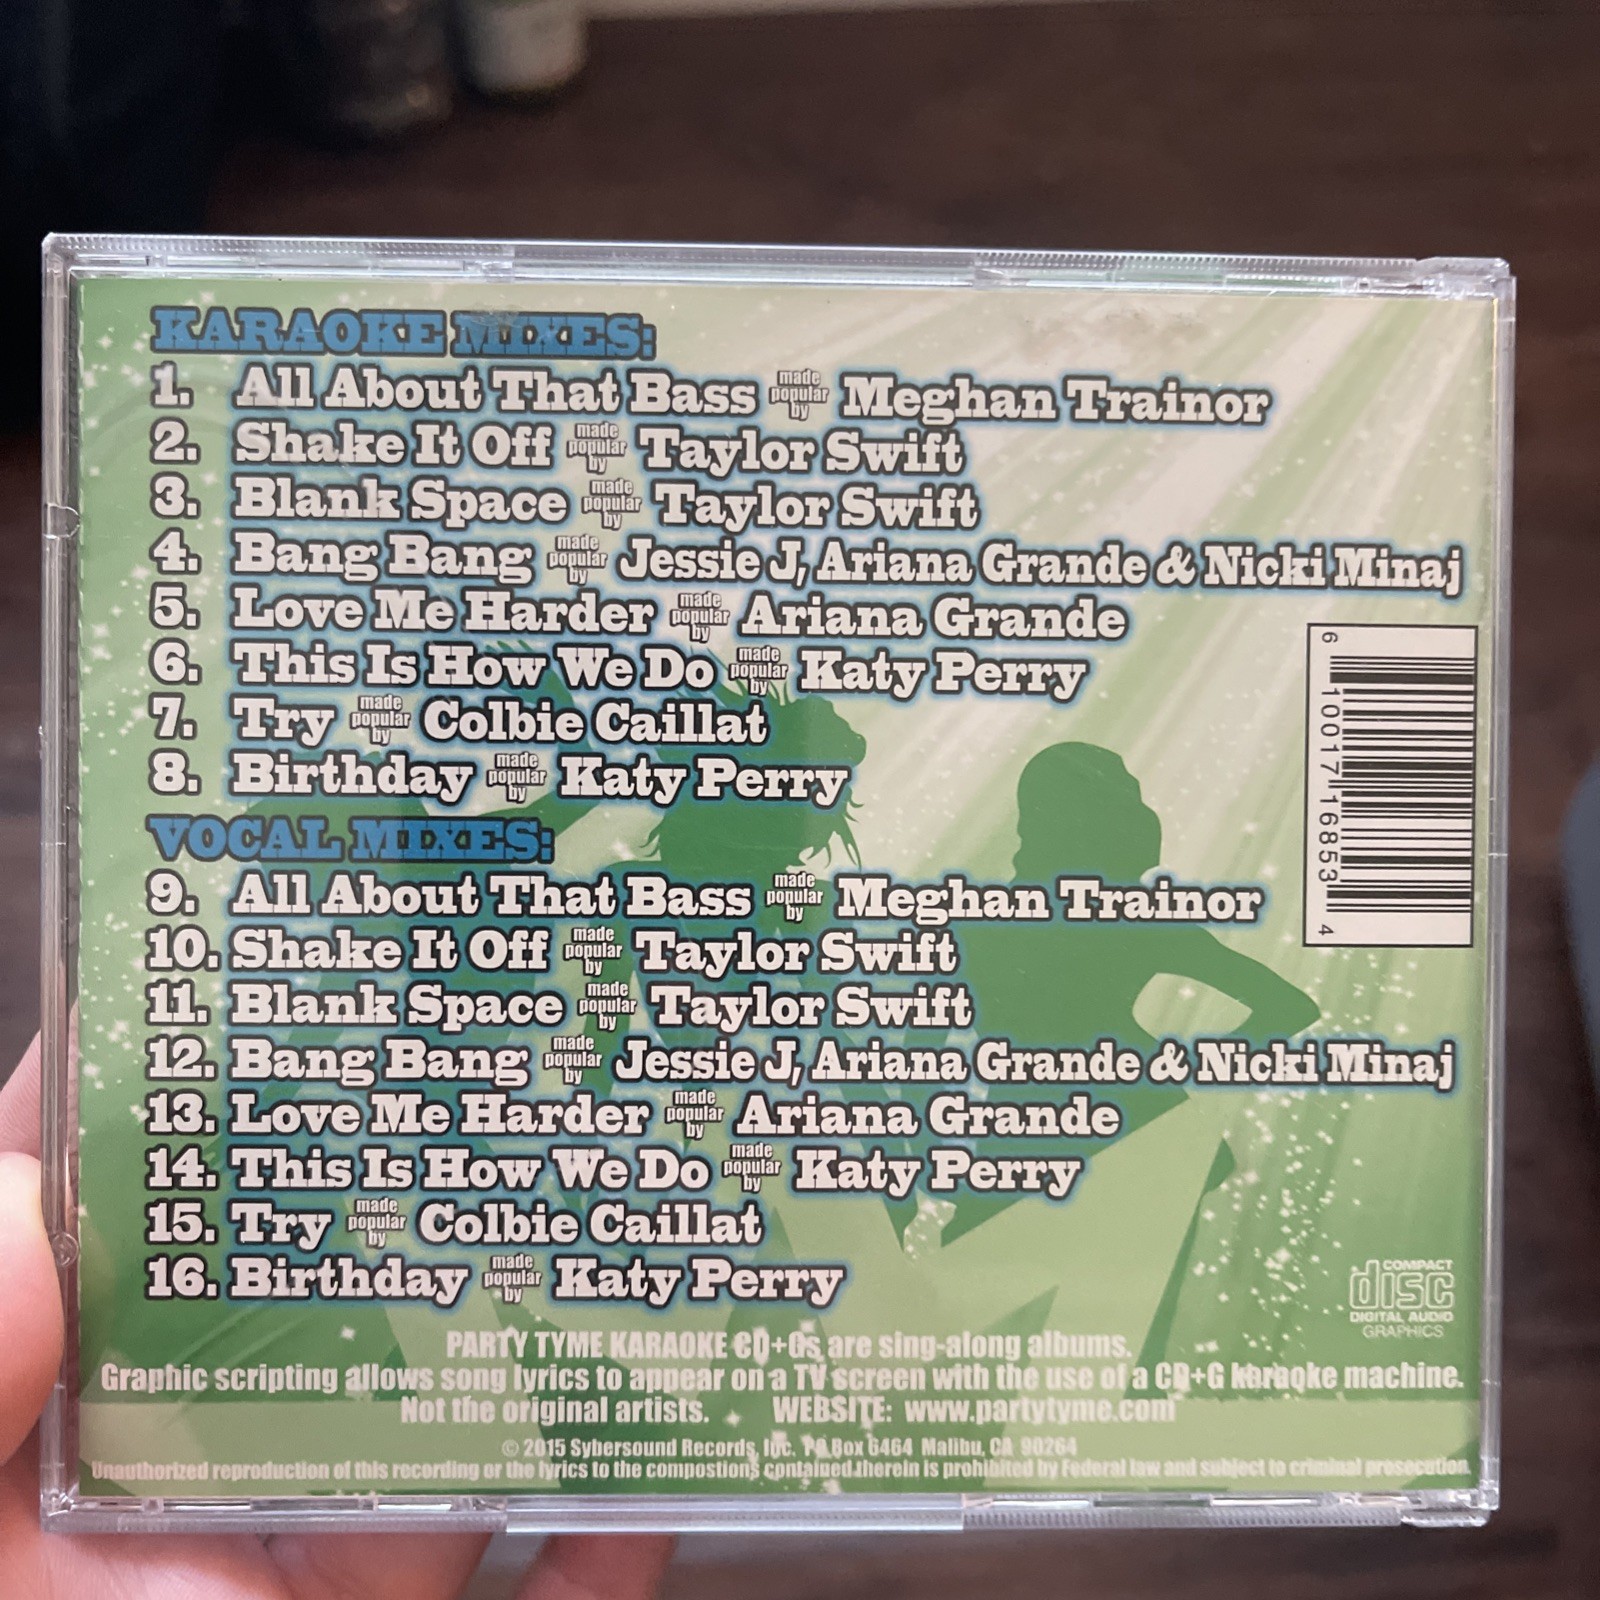 KARAOKE MIXES:
1. All About That Bass made popular by Meghan Trainor
2. Shake It Off made popular by Taylor Swift
3. Blank Space made popular by Taylor Swift
4. Bang Bang made popular by Jessie J, Ariana Grande & Nicki Minaj
5. Love Me Harder made popular by Ariana Grande
6. This Is How We Do made popular by Katy Perry
7. Try made popular by Colbie Caillat
8. Birthday made popular by Katy Perry
VOCAL MIXES:
9. All About That Bass made popular by Meghan Trainor
10. Shake It Off made popular by Taylor Swift
11. Blank Space made popular by Taylor Swift
12. Bang Bang made popular by Jessie J, Ariana Grande & Nicki Minaj
13. Love Me Harder made popular by Ariana Grande
14. This Is How We Do made popular by Katy Perry
15. Try made popular by Colbie Caillat
16. Birthday made popular by Katy Perry
6 10017 16853 4
COMPACT
disc
DIGITAL AUDIO
GRAPHICS
PARTY TYME KARAOKE CD+Gs are sing-along albums.
Graphic scripting allows song lyrics to appear on a TV screen with the use of a CD+G karaoke machine.
Not the original artists. WEBSITE: www.partytyme.com
© 2015 Sybersound Records, Inc. PO Box 6464 Malibu, CA 90264
Unauthorized reproduction of this recording or the lyrics to the compostions contained therein is prohibited by Federal law and subject to criminal prosecution.